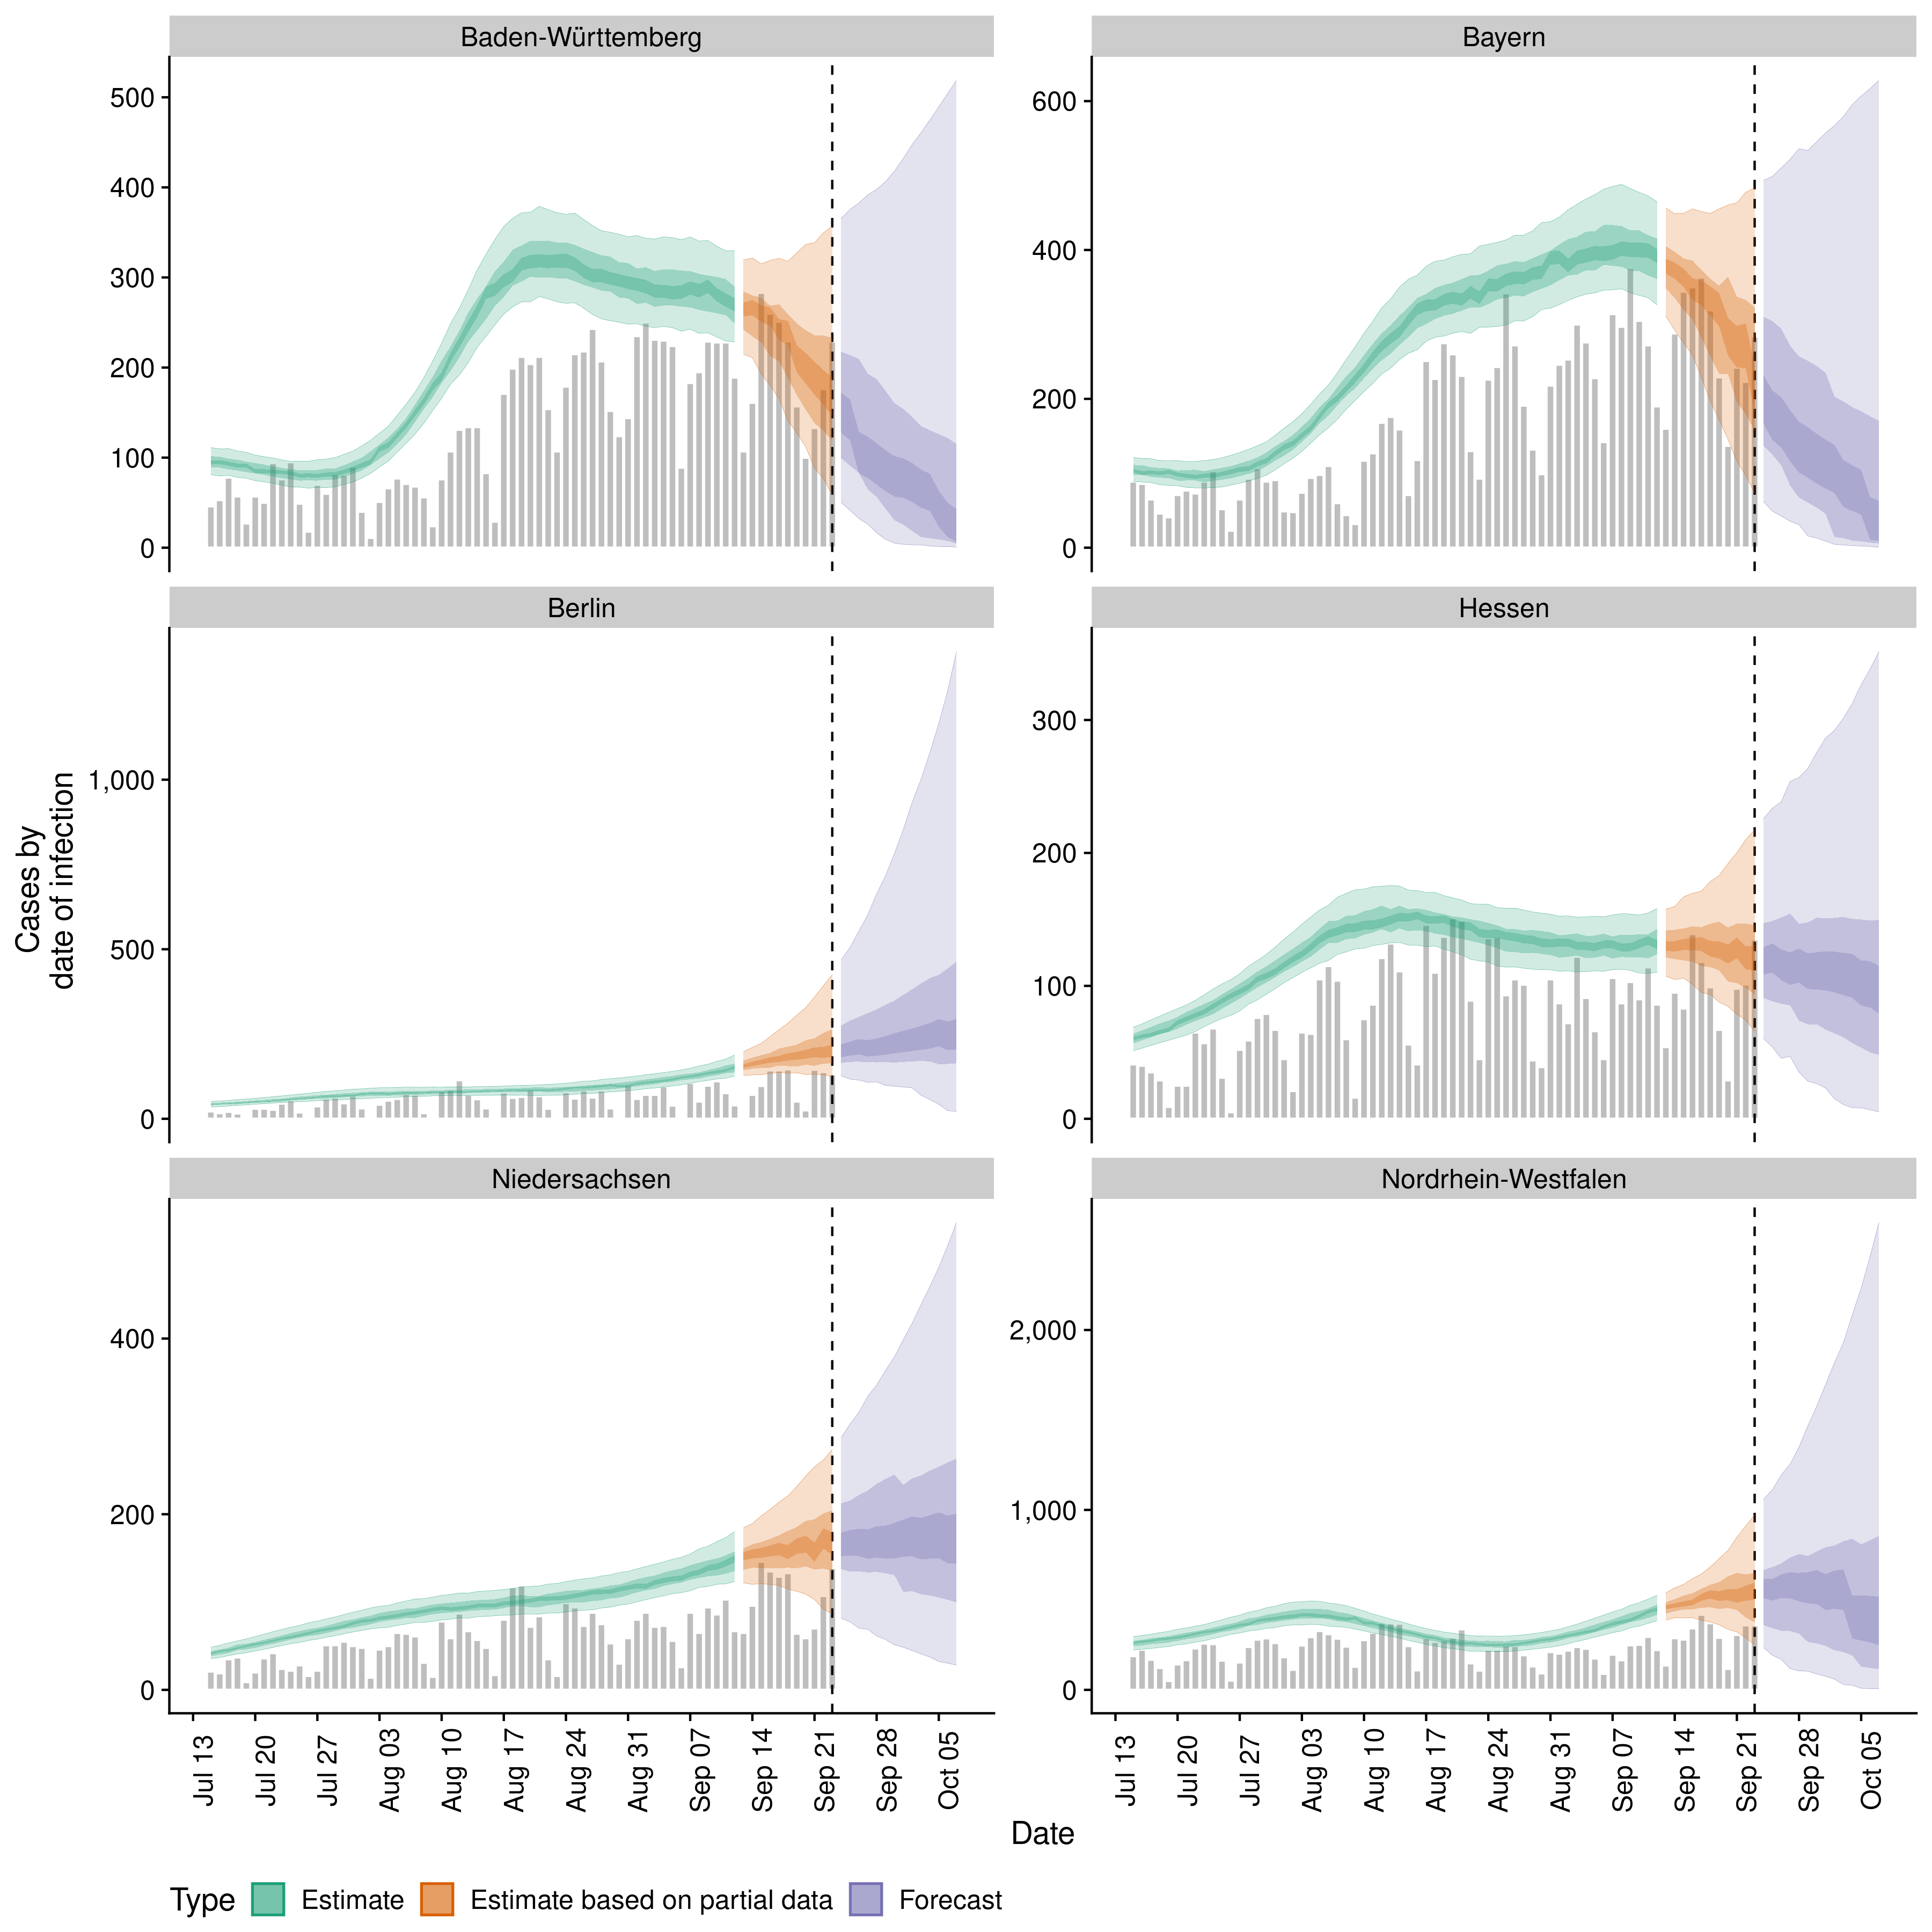 Baden-Württemberg
Bayern
500
400
300
200
100
0
600
400
200
0
Berlin
Hessen
1,000
500
0
300
200
100
0
Cases by
date of infection
Niedersachsen
Nordrhein-Westfalen
400
200
0
2,000
1,000
0
Jul 13
Jul 20
Jul 27
Aug 03
Aug 10
Aug 17
Aug 24
Aug 31
Sep 07
Sep 14
Sep 21
Sep 28
Oct 05
Jul 13
Jul 20
Jul 27
Aug 03
Aug 10
Aug 17
Aug 24
Aug 31
Sep 07
Sep 14
Sep 21
Sep 28
Oct 05
Date
Type Estimate Estimate based on partial data Forecast